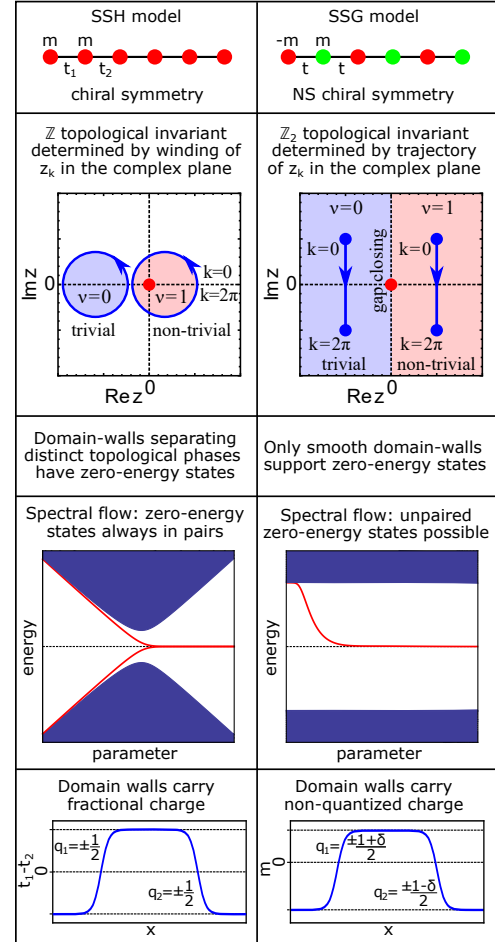 SSH model
m m
t₁ t₂
chiral symmetry
SSG model
-m m
t t
NS chiral symmetry
ℤ topological invariant
determined by winding of
zₖ in the complex plane
Im z
0
ν=0
ν=1
k=0
k=2π
trivial
non-trivial
Re z
0
ℤ₂ topological invariant
determined by trajectory
of zₖ in the complex plane
Im z
0
ν=0
ν=1
k=0
k=0
gap closing
k=2π
k=2π
trivial
non-trivial
Re z
0
Domain-walls separating
distinct topological phases
have zero-energy states
Only smooth domain-walls
support zero-energy states
Spectral flow: zero-energy
states always in pairs
energy
parameter
Spectral flow: unpaired
zero-energy states possible
energy
parameter
Domain walls carry
fractional charge
t₁-t₂
0
q₁=±1/2
q₂=±1/2
x
Domain walls carry
non-quantized charge
m
0
q₁=±1+δ/2
q₂=±1-δ/2
x